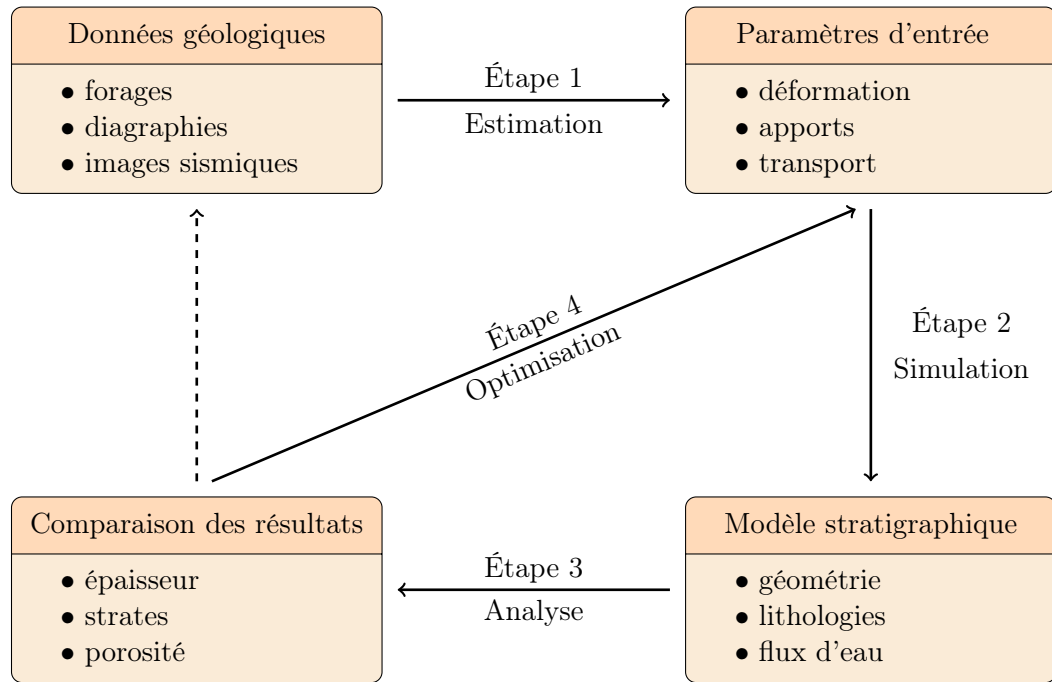 Données géologiques
• forages
• diagraphies
• images sismiques
Étape 1
Estimation
Paramètres d'entrée
• déformation
• apports
• transport
Étape 4
Optimisation
Étape 2
Simulation
Comparaison des résultats
• épaisseur
• strates
• porosité
Étape 3
Analyse
Modèle stratigraphique
• géométrie
• lithologies
• flux d'eau